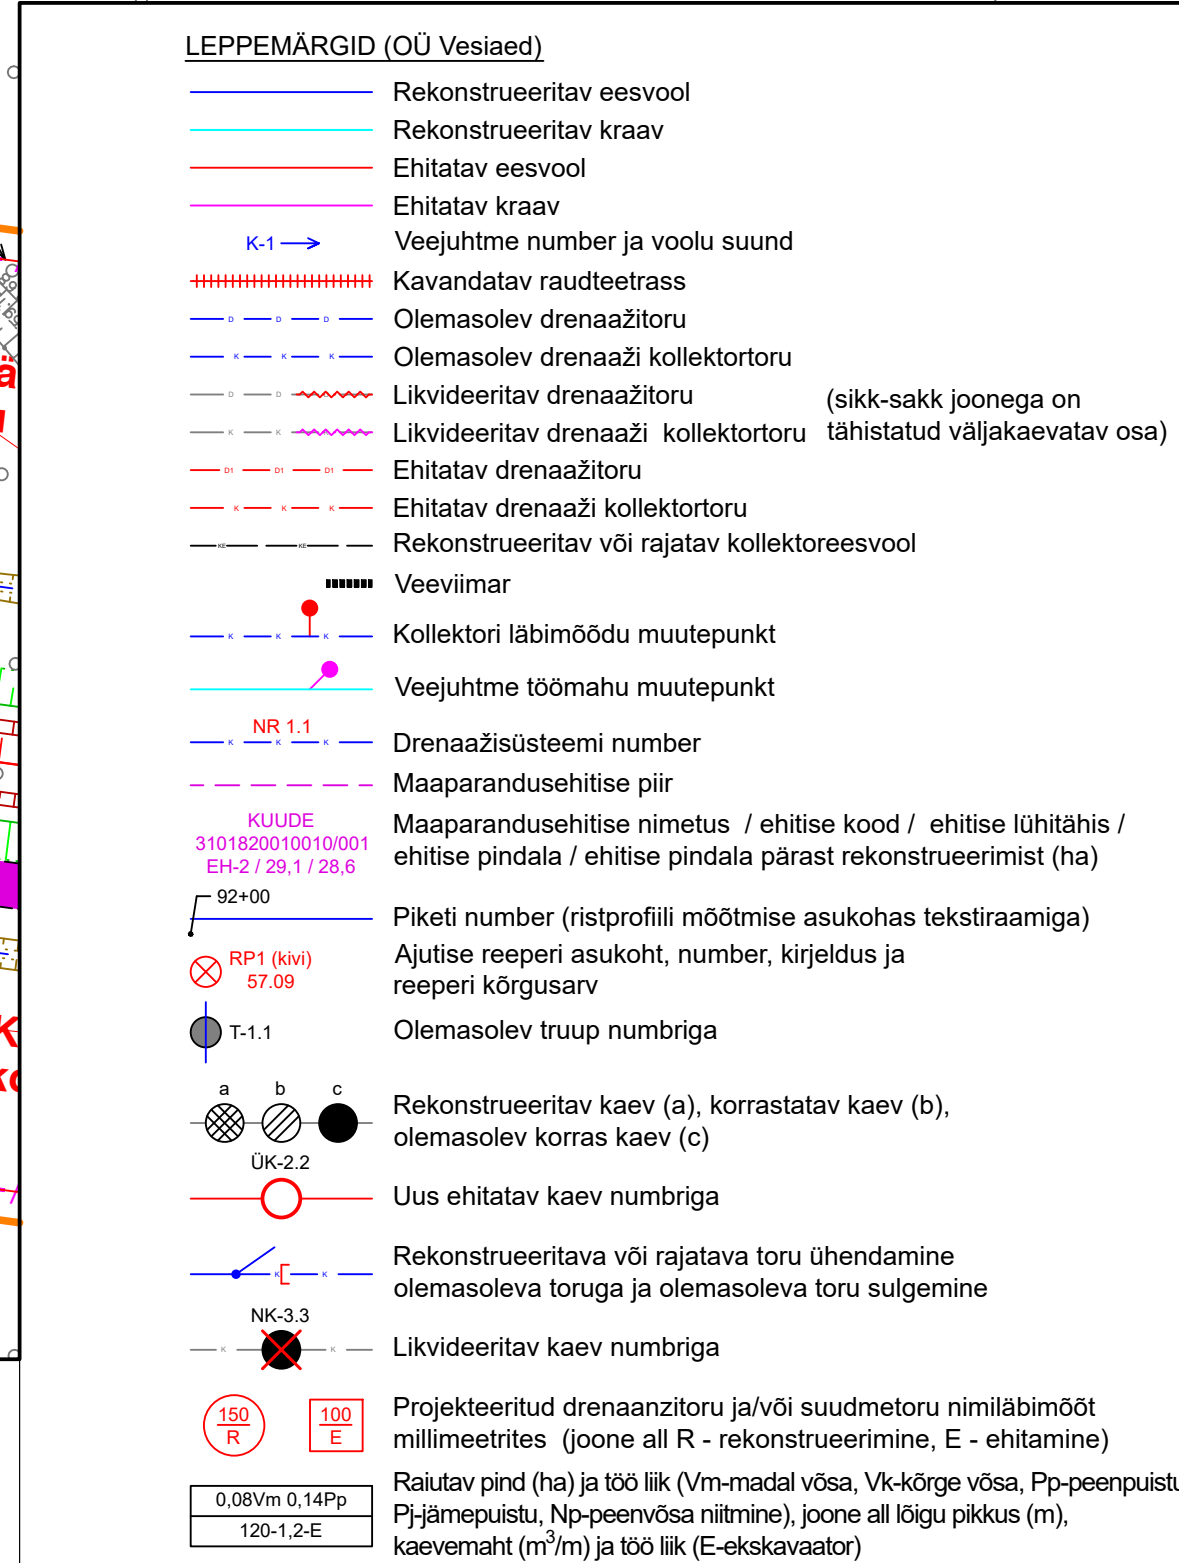 LEPPEMÄRGID (OÜ Vesiaed)
Rekonstrueeritav eesvool
Rekonstrueeritav kraav
Ehitatav eesvool
Ehitatav kraav
K-1 Veejuhtme number ja voolu suund
Kavandatav raudteetrass
D D D Olemasolev drenaažitoru
K K K Olemasolev drenaaži kollektortoru
D D Likvideeritav drenaažitoru
K K Likvideeritav drenaaži kollektortoru
(sikk-sakk joonega on
tähistatud väljakaevatav osa)
D1 D1 D1 Ehitatav drenaažitoru
K K K Ehitatav drenaaži kollektortoru
KE KE Rekonstrueeritav või rajatav kollektoreesvool
Veeviimar
K K K Kollektori läbimõõdu muutepunkt
Veejuhtme töömahu muutepunkt
NR 1.1
K K K Drenaažisüsteemi number
Maaparandusehitise piir
KUUDE
3101820010010/001
EH-2 / 29,1 / 28,6
Maaparandusehitise nimetus / ehitise kood / ehitise lühitähis /
ehitise pindala / ehitise pindala pärast rekonstrueerimist (ha)
92+00
Piketi number (ristprofiili mõõtmise asukohas tekstiraamiga)
RP1 (kivi)
57.09
Ajutise reeperi asukoht, number, kirjeldus ja
reeperi kõrgusarv
T-1.1 Olemasolev truup numbriga
a b c
Rekonstrueeritav kaev (a), korrastatav kaev (b),
olemasolev korras kaev (c)
ÜK-2.2
Uus ehitatav kaev numbriga
K K
Rekonstrueeritava või rajatava toru ühendamine
olemasoleva toruga ja olemasoleva toru sulgemine
NK-3.3
K K Likvideeritav kaev numbriga
150
R
100
E
Projekteeritud drenaanzitoru ja/või suudmetoru nimiläbimõõt
millimeetrites (joone all R - rekonstrueerimine, E - ehitamine)
0,08Vm 0,14Pp
120-1,2-E
Raiutav pind (ha) ja töö liik (Vm-madal võsa, Vk-kõrge võsa, Pp-peenpuistu
Pj-jämepuistu, Np-peenvõsa niitmine), joone all lõigu pikkus (m),
kaevemaht (m³/m) ja töö liik (E-ekskavaator)